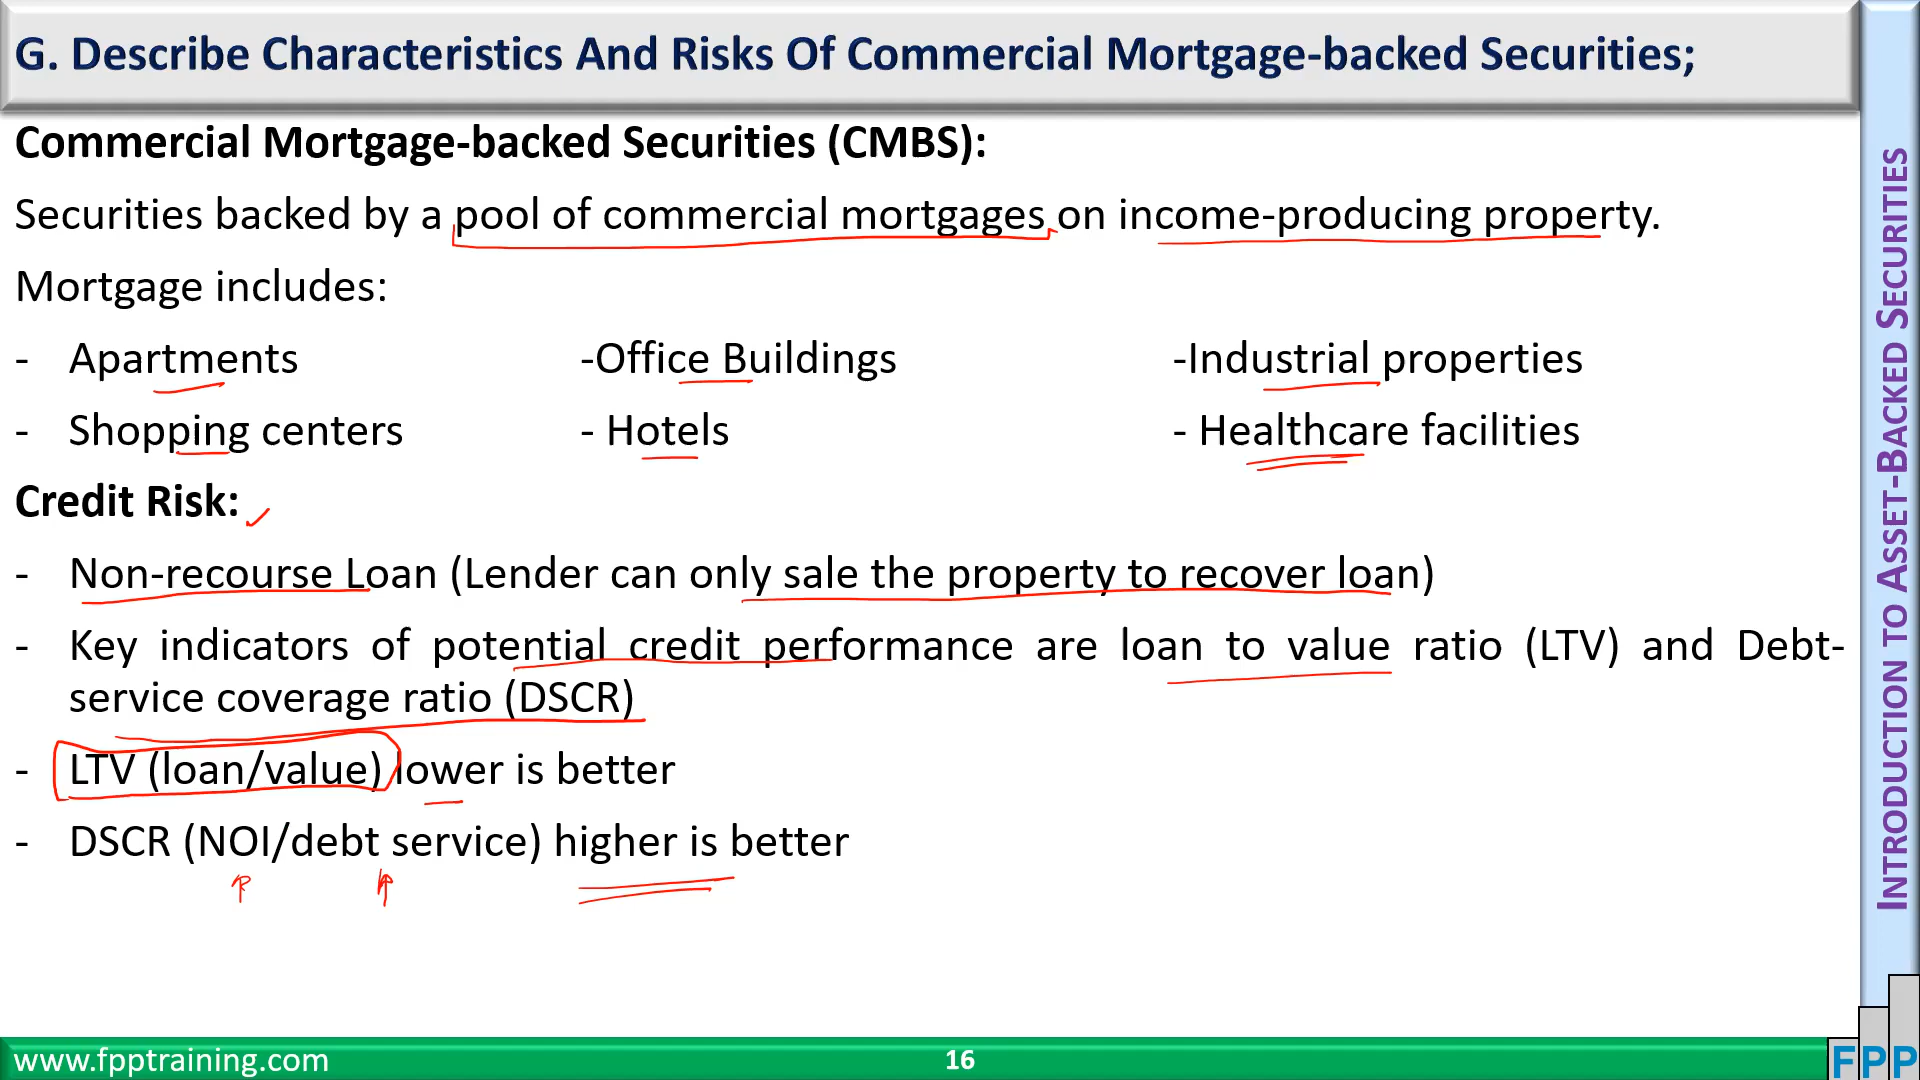 G. Describe Characteristics And Risks Of Commercial Mortgage-backed Securities;
Commercial Mortgage-backed Securities (CMBS):
Securities backed by a pool of commercial mortgages on income-producing property.
Mortgage includes:
- Apartments -Office Buildings -Industrial properties
- Shopping centers - Hotels - Healthcare facilities
Credit Risk:
- Non-recourse Loan (Lender can only sale the property to recover loan)
- Key indicators of potential credit performance are loan to value ratio (LTV) and Debt-
service coverage ratio (DSCR)
- LTV (loan/value) lower is better
- DSCR (NOI/debt service) higher is better
INTRODUCTION TO ASSET-BACKED SECURITIES
www.fpptraining.com
16
FPP